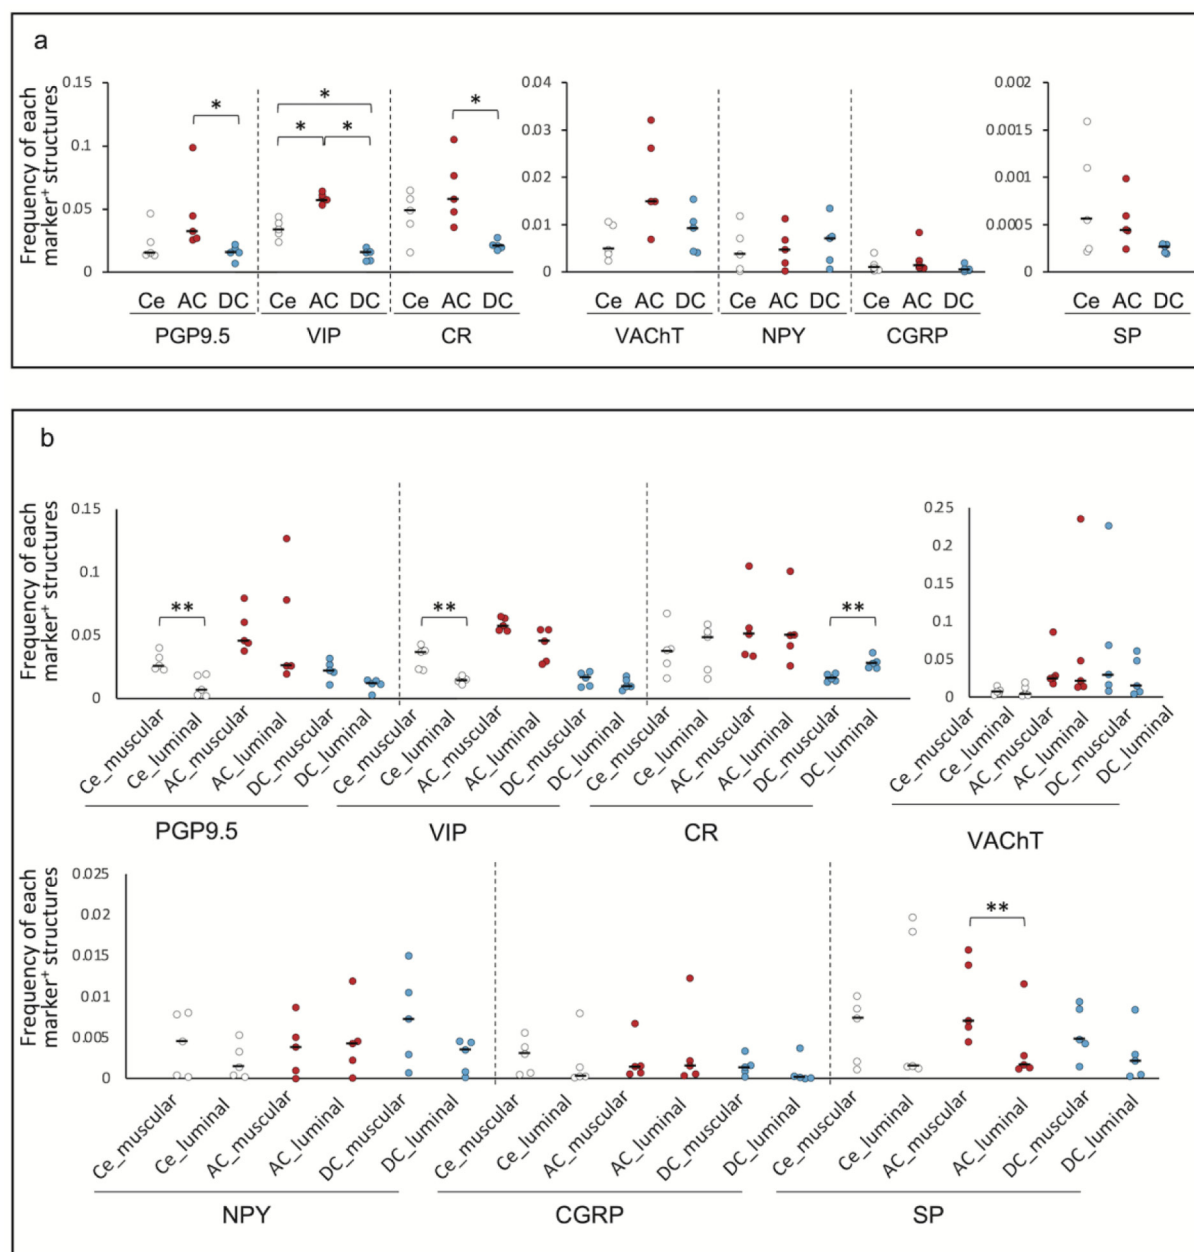 a
Frequency of each
marker+ structures
0.15
0.1
0.05
0
* * * * *
Ce AC DC Ce AC DC Ce AC DC
PGP9.5 VIP CR
0.04
0.03
0.02
0.01
0
Ce AC DC Ce AC DC Ce AC DC
VAChT NPY CGRP
0.002
0.0015
0.001
0.0005
0
Ce AC DC
SP
b
Frequency of each
marker+ structures
0.15
0.1
0.05
0
** ** **
Ce_muscular Ce_luminal AC_muscular AC_luminal DC_muscular DC_luminal Ce_muscular Ce_luminal AC_muscular AC_luminal DC_muscular DC_luminal Ce_muscular Ce_luminal AC_muscular AC_luminal DC_muscular DC_luminal
PGP9.5 VIP CR
0.25
0.2
0.15
0.1
0.05
0
Ce_muscular Ce_luminal AC_muscular AC_luminal DC_muscular DC_luminal
VAChT
Frequency of each
marker+ structures
0.025
0.02
0.015
0.01
0.005
0
**
Ce_muscular Ce_luminal AC_muscular AC_luminal DC_muscular DC_luminal Ce_muscular Ce_luminal AC_muscular AC_luminal DC_muscular DC_luminal Ce_muscular Ce_luminal AC_muscular AC_luminal DC_muscular DC_luminal
NPY CGRP SP